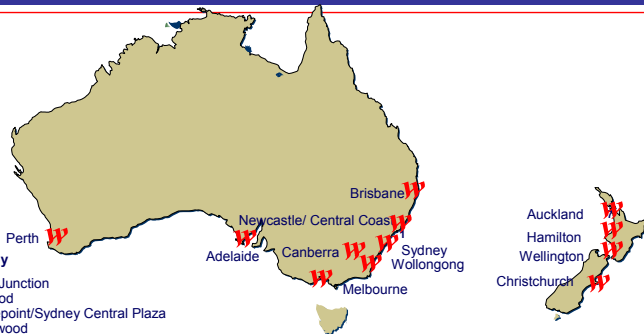 Brisbane
Newcastle/ Central Coast
Auckland
Perth
Hamilton
Adelaide
Canberra
Sydney
Wollongong
Wellington
Melbourne
Christchurch
y
Junction
od
point/Sydney Central Plaza
wood